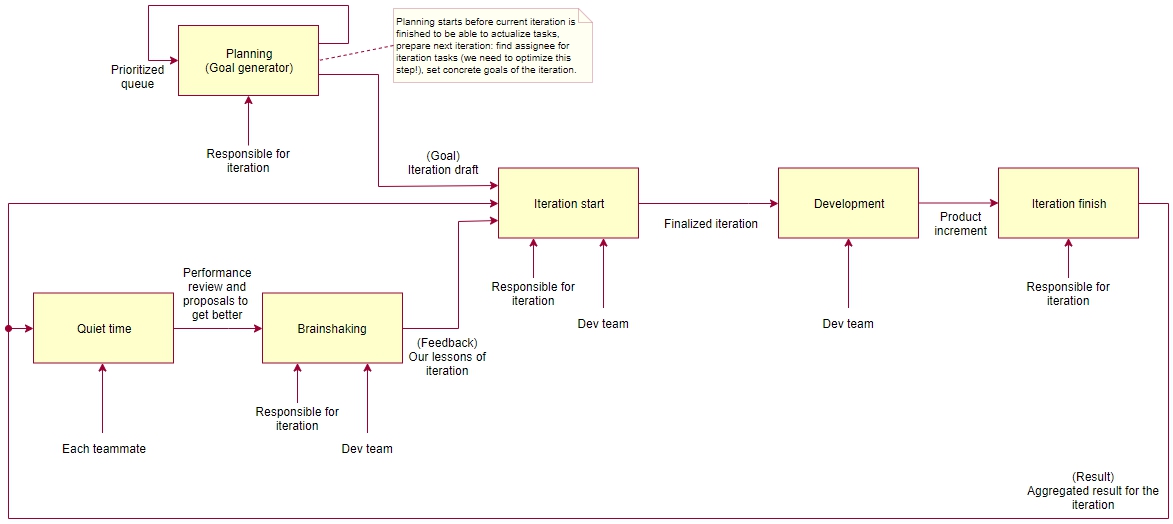 Planning
(Goal generator)
Planning starts before current iteration is
finished to be able to actualize tasks,
prepare next iteration: find assignee for
iteration tasks (we need to optimize this
step!), set concrete goals of the iteration.
Prioritized
queue
Responsible for
iteration
(Goal)
Iteration draft
Iteration start
Finalized iteration
Development
Product
increment
Iteration finish
Responsible for
iteration
Dev team
Dev team
Responsible for
iteration
Quiet time
Performance
review and
proposals to
get better
Brainshaking
(Feedback)
Our lessons of
iteration
Each teammate
Responsible for
iteration
Dev team
(Result)
Aggregated result for the
iteration